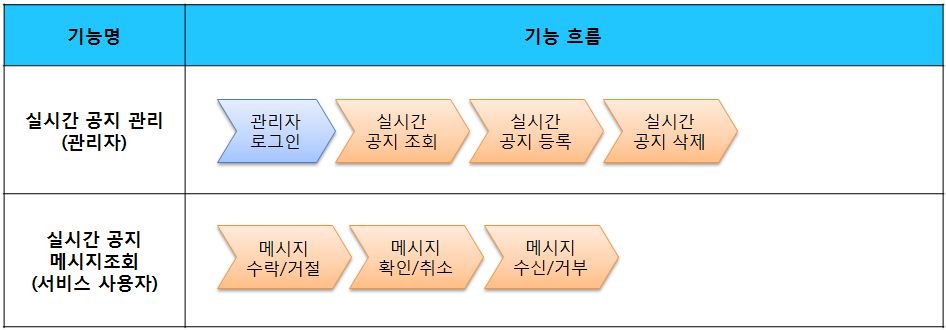 기능명
기능 흐름
실시간 공지 관리
(관리자)
관리자
로그인
실시간
공지 조회
실시간
공지 등록
실시간
공지 삭제
실시간 공지
메시지조회
(서비스 사용자)
메시지
수락/거절
메시지
확인/취소
메시지
수신/거부